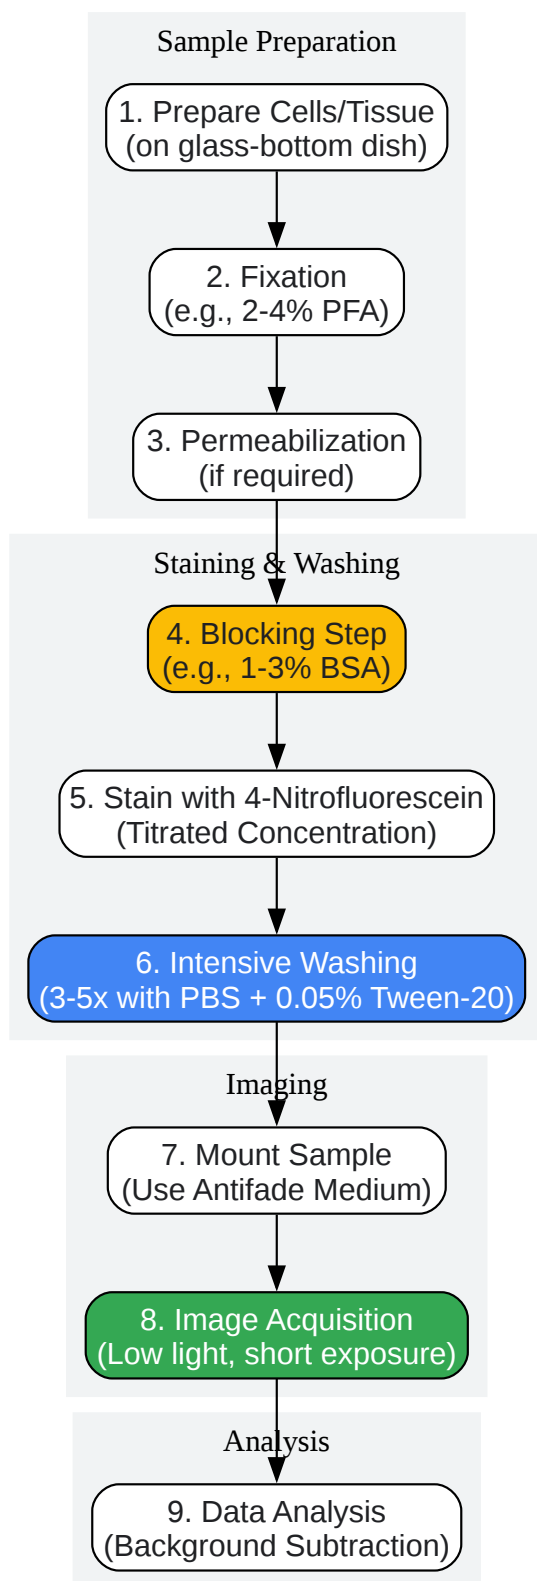 Sample Preparation
1. Prepare Cells/Tissue
(on glass-bottom dish)
2. Fixation
(e.g., 2-4% PFA)
3. Permeabilization
(if required)
Staining & Washing
4. Blocking Step
(e.g., 1-3% BSA)
5. Stain with 4-Nitrofluorescein
(Titrated Concentration)
6. Intensive Washing
(3-5x with PBS + 0.05% Tween-20)
Imaging
7. Mount Sample
(Use Antifade Medium)
8. Image Acquisition
(Low light, short exposure)
Analysis
9. Data Analysis
(Background Subtraction)